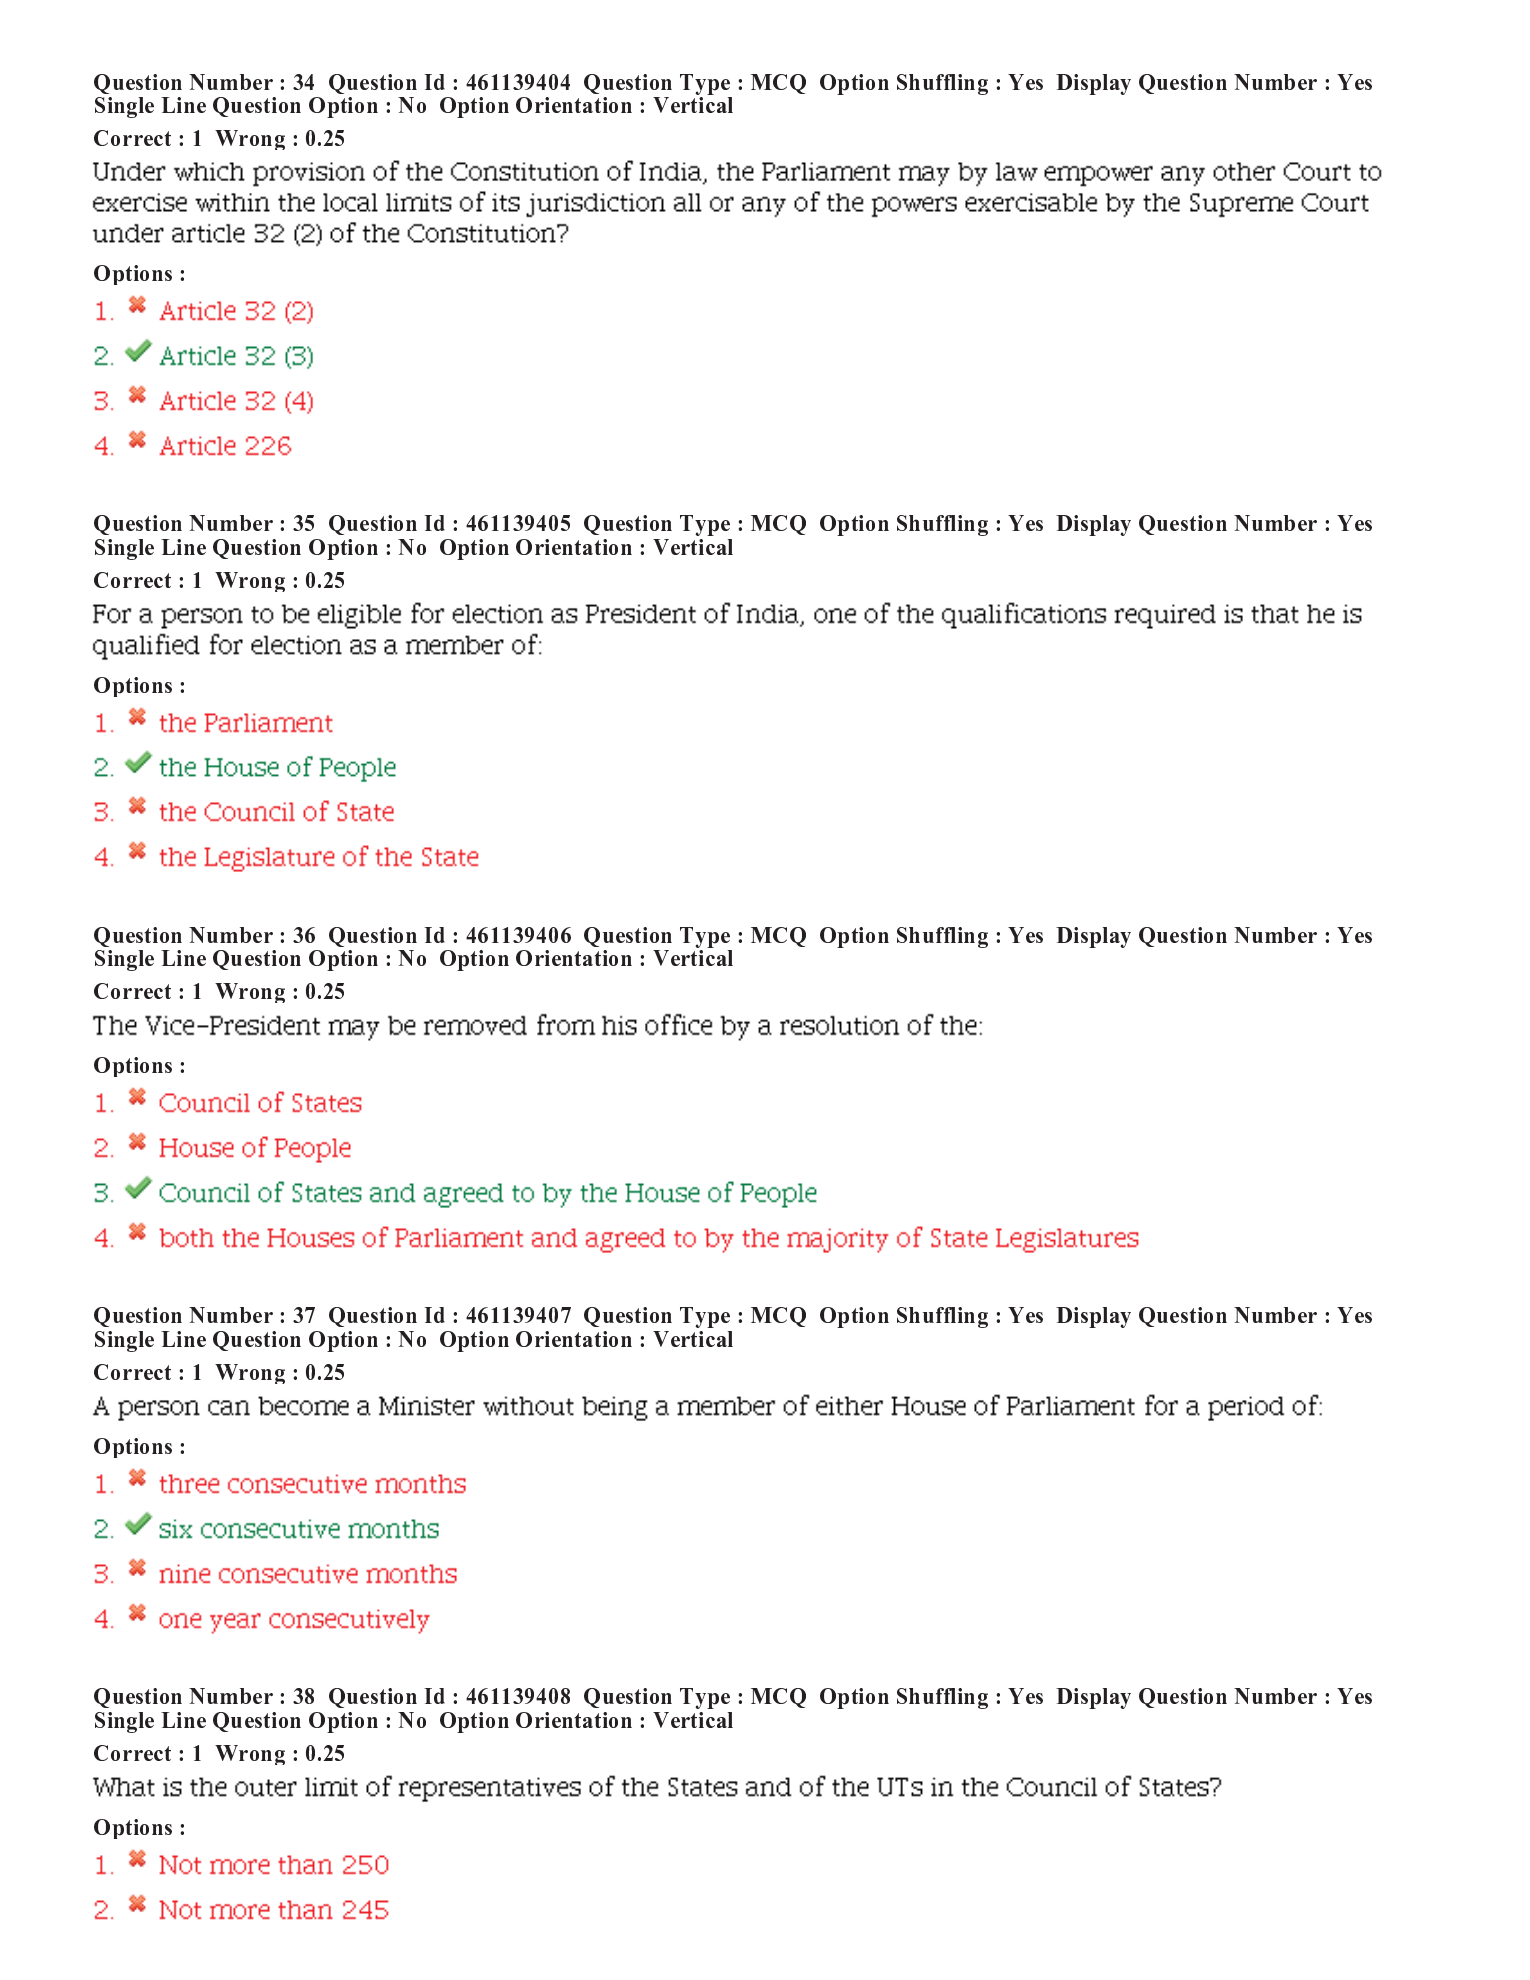 Question Number : 34 Question Id : 461139404 Question Type : MCQ Option Shuffling : Yes Display Question Number : Yes
Single Line Question Option : No Option Orientation : Vertical
Correct : 1 Wrong : 0.25
Under which provision of the Constitution of India, the Parliament may by law empower any other Court to
exercise within the local limits of its jurisdiction all or any of the powers exercisable by the Supreme Court
under article 32 (2) of the Constitution?
Options :
1. Article 32 (2)
2. Article 32 (3)
3. Article 32 (4)
4. Article 226
Question Number : 35 Question Id : 461139405 Question Type : MCQ Option Shuffling : Yes Display Question Number : Yes
Single Line Question Option : No Option Orientation : Vertical
Correct : 1 Wrong : 0.25
For a person to be eligible for election as President of India, one of the qualifications required is that he is
qualified for election as a member of:
Options :
1. the Parliament
2. the House of People
3. the Council of State
4. the Legislature of the State
Question Number : 36 Question Id : 461139406 Question Type : MCQ Option Shuffling : Yes Display Question Number : Yes
Single Line Question Option : No Option Orientation : Vertical
Correct : 1 Wrong : 0.25
The Vice-President may be removed from his office by a resolution of the:
Options :
1. Council of States
2. House of People
3. Council of States and agreed to by the House of People
4. both the Houses of Parliament and agreed to by the majority of State Legislatures
Question Number : 37 Question Id : 461139407 Question Type : MCQ Option Shuffling : Yes Display Question Number : Yes
Single Line Question Option : No Option Orientation : Vertical
Correct : 1 Wrong : 0.25
A person can become a Minister without being a member of either House of Parliament for a period of:
Options :
1. three consecutive months
2. six consecutive months
3. nine consecutive months
4. one year consecutively
Question Number : 38 Question Id : 461139408 Question Type : MCQ Option Shuffling : Yes Display Question Number : Yes
Single Line Question Option : No Option Orientation : Vertical
Correct : 1 Wrong : 0.25
What is the outer limit of representatives of the States and of the UTs in the Council of States?
Options :
1. Not more than 250
2. Not more than 245